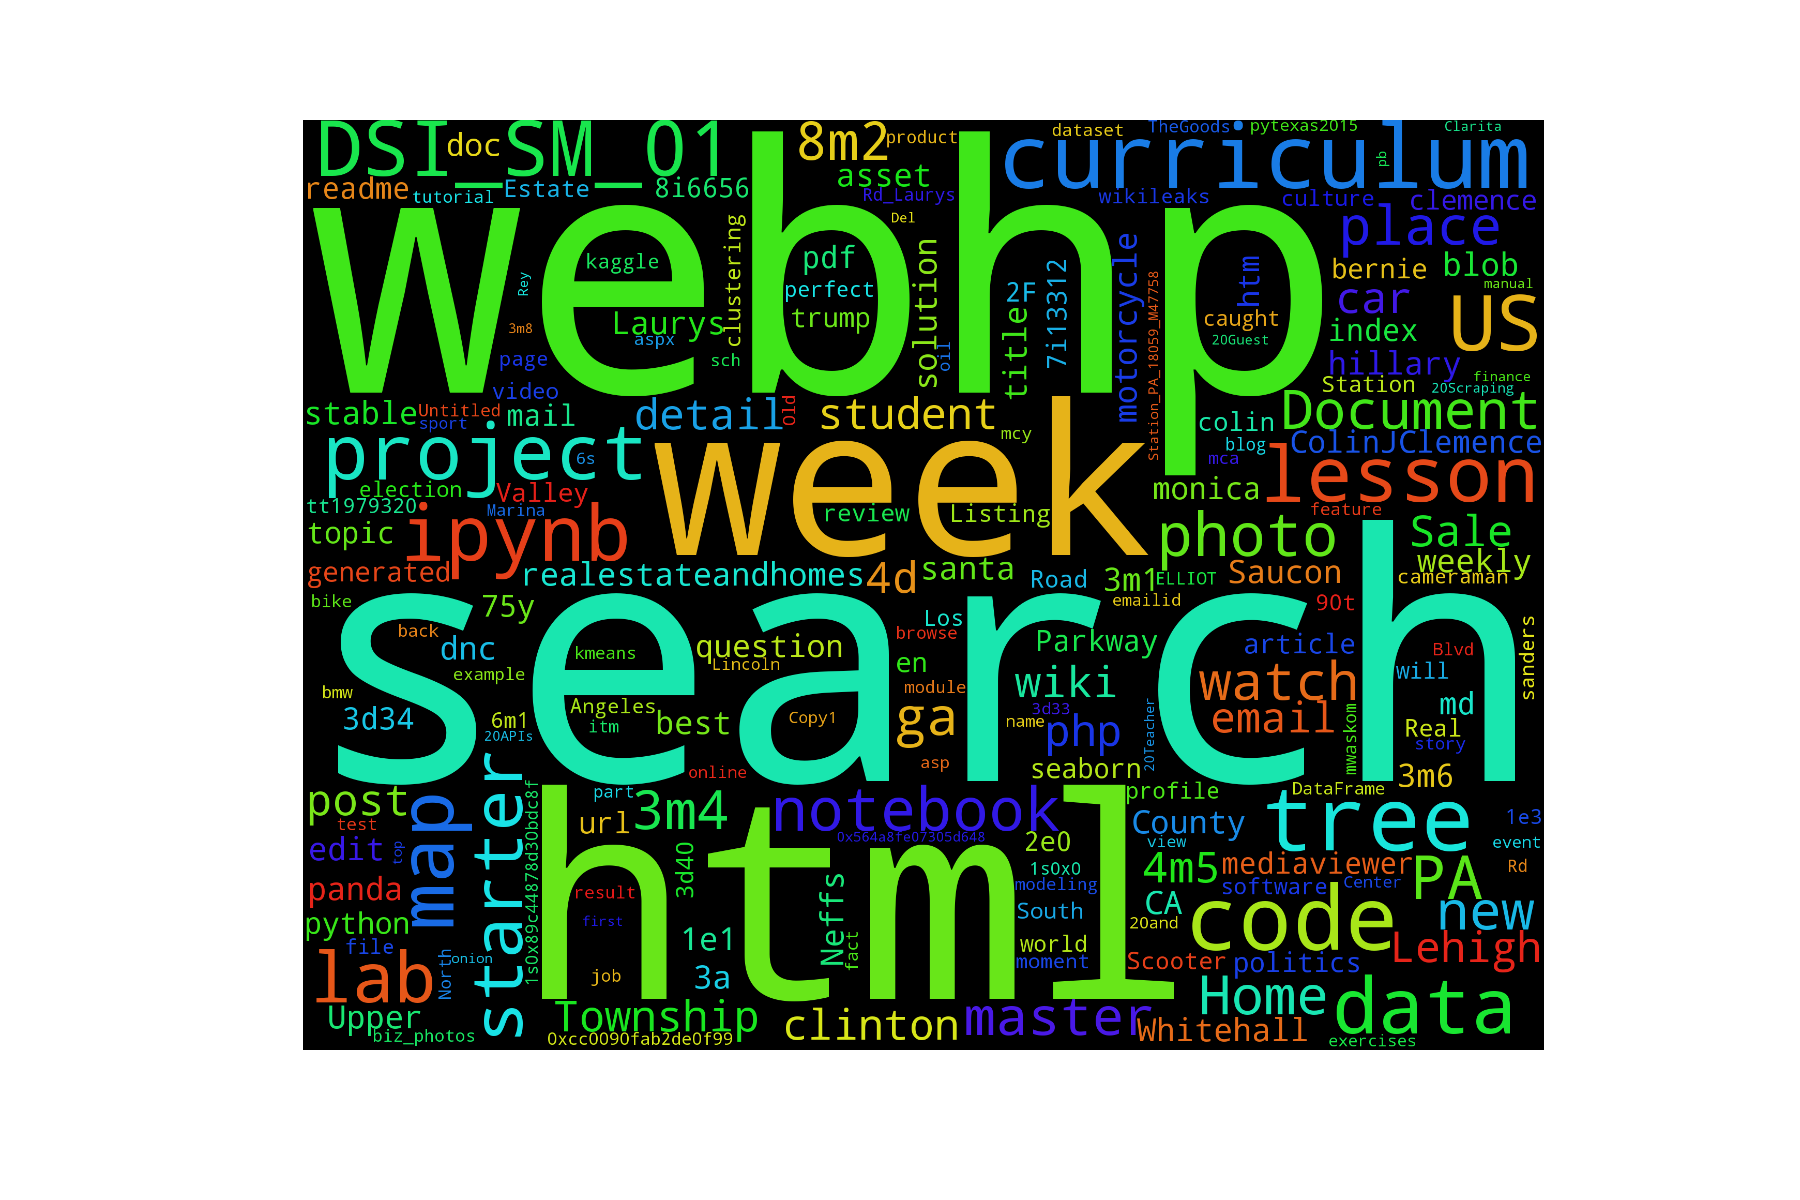 DSI_SM_01
doc
8m2
product
dataset
TheGoods
pytexas2015
Clarita
curriculum
pb
readme
tutorial
Estate
8i6656
asset
Rd_Laurys
wikileaks
culture
clemence
webhp
Del
place
clustering
kaggle
pdf
solution
motorcycle
Station_PA_18059_M47758
htm
bernie
blob
manual
Rey
perfect
2F
7i13312
car
US
3m8
Laurys
trump
title
caught
index
aspx
oil
20Guest
hillary
page
sch
video
Station
finance
20Scraping
stable
Untitled
sport
mail
detail
Old
student
mcy
colin
blog
mca
Document
ColinJClemence
project
6s
week
lesson
election
Valley
monica
tt1979320
Marina
review
Listing
feature
topic
ipynb
photo
Sale
generated
realestateandhomes
4d
santa
Road
3m1
ELLIOT
Saucon
weekly
cameraman
bike
75y
emailid
90t
search
Los
back
dnc
kmeans
question
browse
Parkway
article
Blvd
sanders
example
Lincoln
en
will
bmw
module
wiki
watch
md
3d34
6m1
Angeles
best
Copy1
ga
3d33
name
php
email
Real
20APIs
itm
20Teacher
mwaskom
story
asp
online
seaborn
3m6
starter
1s0x89c44878d30bdc8f
part
profile
DataFrame
post
map
html
url
3m4
notebook
County
tree
1e3
test
0x564a8fe07305d648
2e0
view
event
edit
top
3d40
1s0x0
4m5
mediaviewer
Rd
panda
result
Neffs
modeling
software
Center
PA
python
first
South
CA
code
new
20and
file
North
onion
1e1
fact
world
moment
Scooter
politics
Lehigh
lab
job
3a
Home
data
Upper
Township
clinton
master
Whitehall
biz_photos
0xcc0090fab2de0f99
exercises